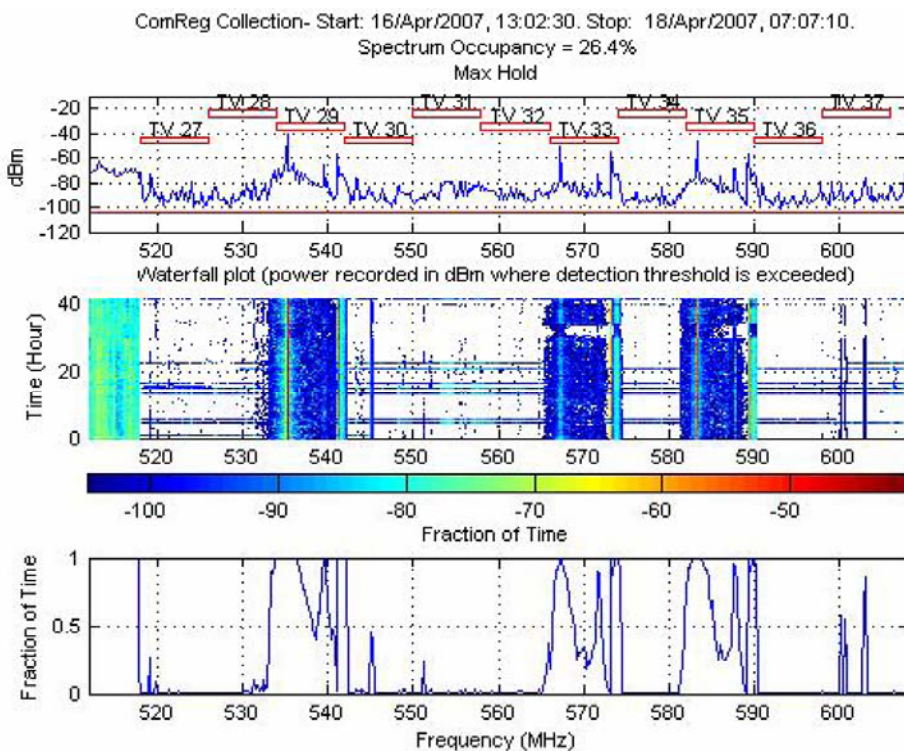 ComReg Collection- Start: 16/Apr/2007, 13:02:30. Stop: 18/Apr/2007, 07:07:10.
Spectrum Occupancy = 26.4%
Max Hold
dBm
-20
-40
-60
-80
-100
-120
TV 27
TV 28
TV 29
TV 30
TV 31
TV 32
TV 33
TV 34
TV 35
TV 36
TV 37
520 530 540 550 560 570 580 590 600
Waterfall plot (power recorded in dBm where detection threshold is exceeded)
Time (Hour)
40
20
0
520 530 540 550 560 570 580 590 600
-100 -90 -80 -70 -60 -50
Fraction of Time
Fraction of Time
1
0.5
0
520 530 540 550 560 570 580 590 600
Frequency (MHz)